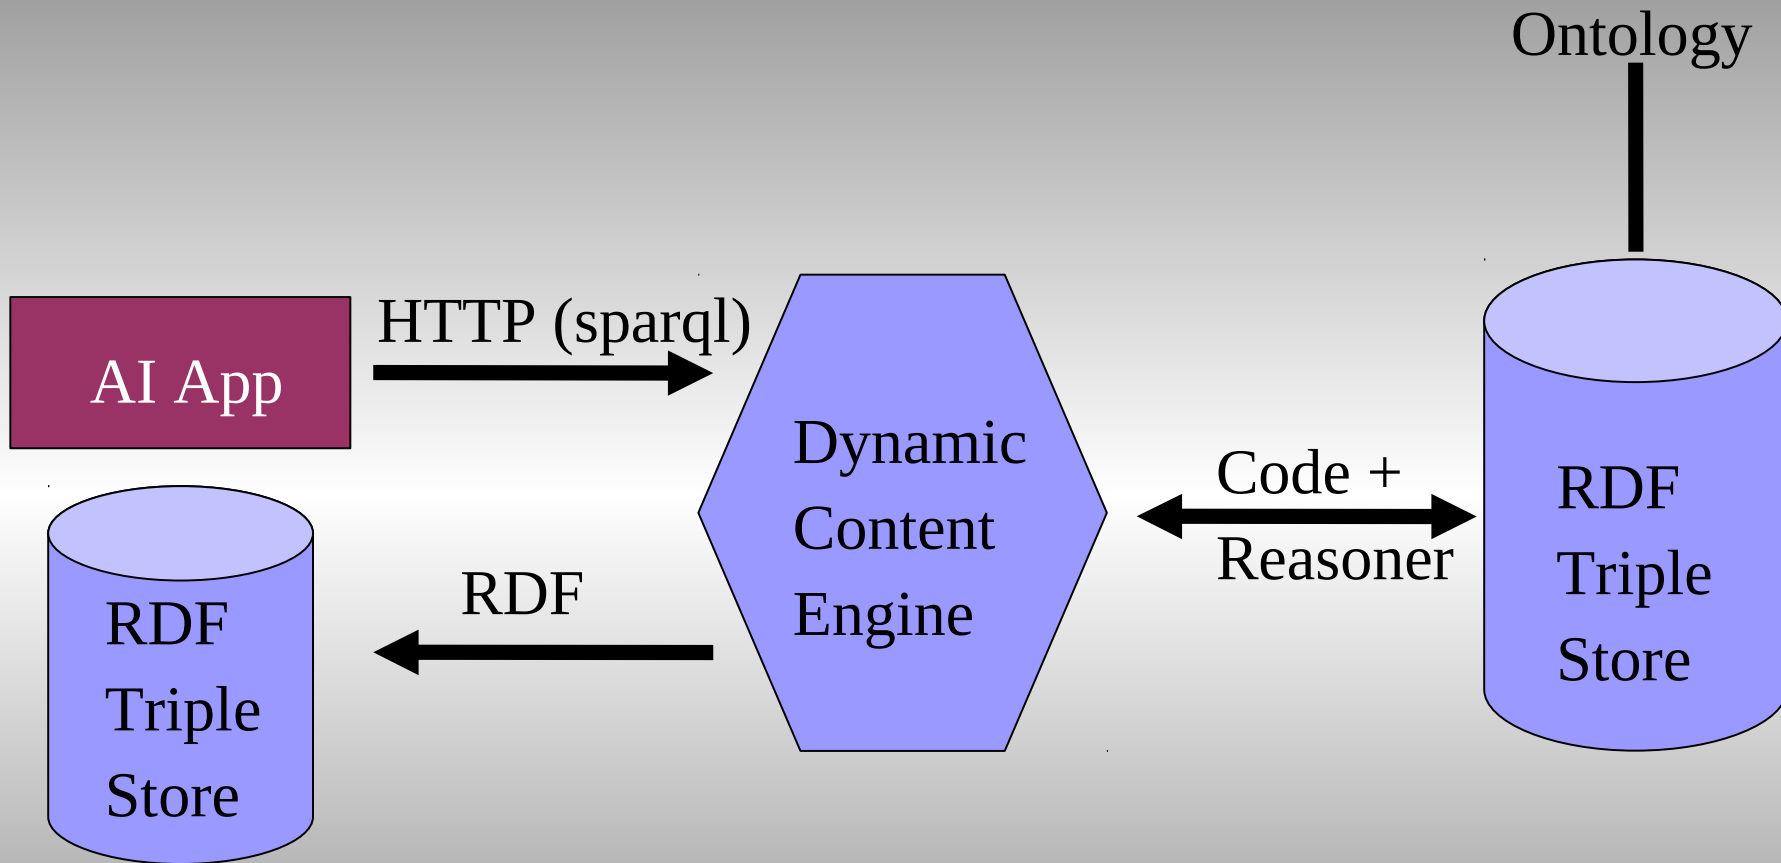 Ontology
HTTP (sparql)
AI App
Dynamic
Content
Engine
Code +
Reasoner
RDF
Triple
Store
RDF
RDF
Triple
Store